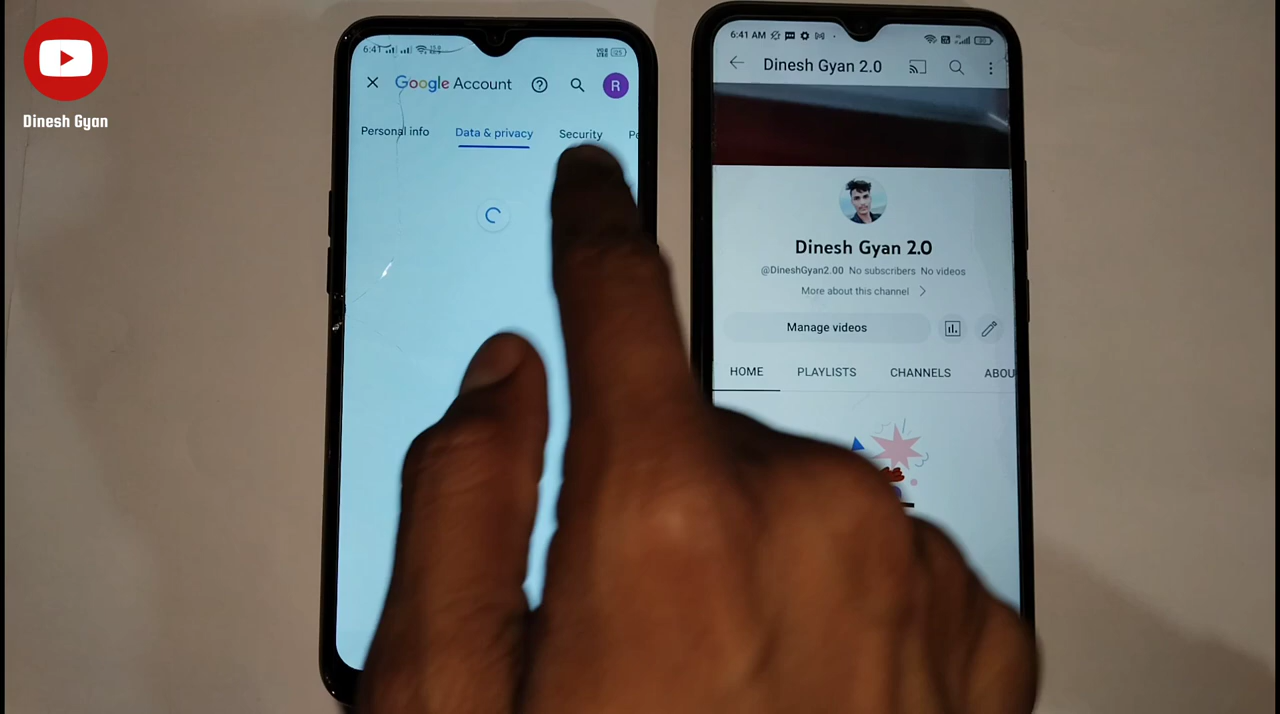 Dinesh Gyan
6:41
Google Account
R
Personal info Data & privacy Security
6:41 AM
Dinesh Gyan 2.0
Dinesh Gyan 2.0
@DineshGyan2.00 No subscribers No videos
More about this channel
Manage videos
HOME PLAYLISTS CHANNELS ABOU